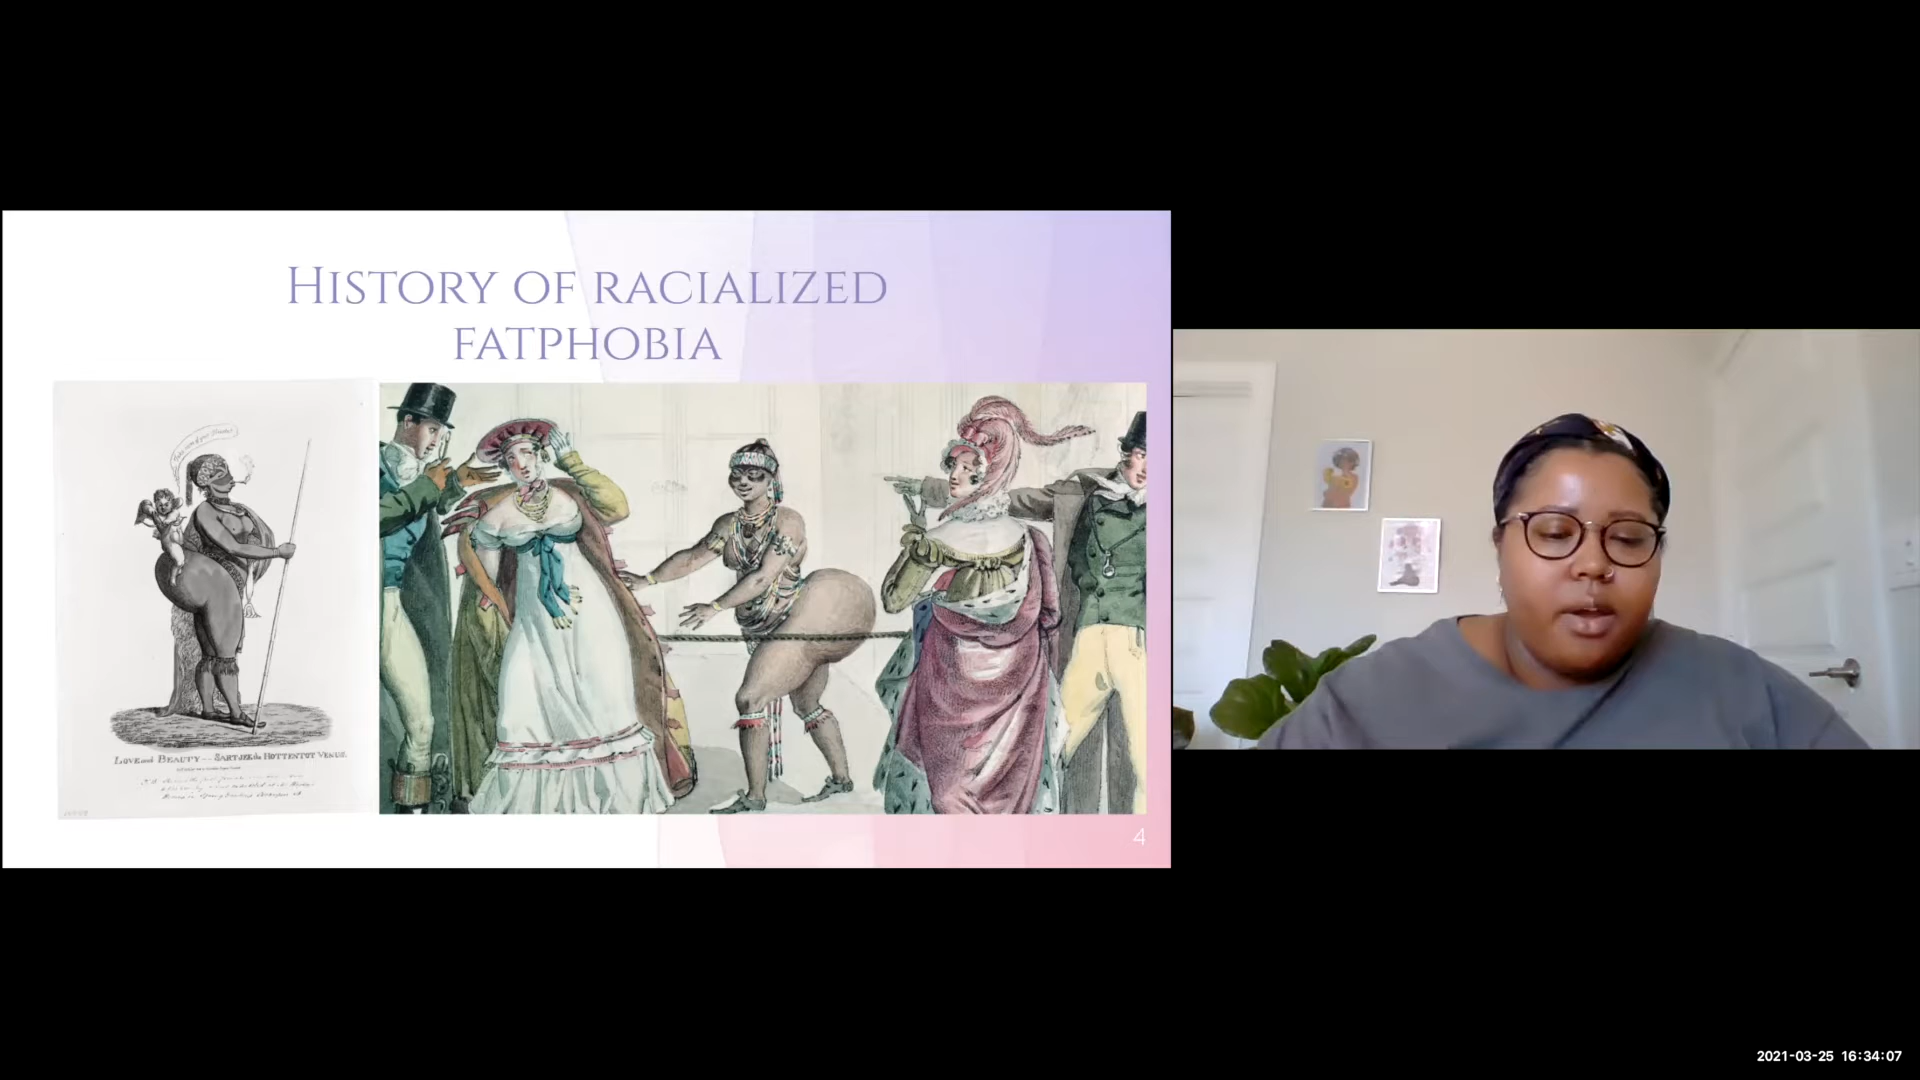 HISTORY OF RACIALIZED
FATPHOBIA
LOVE and BEAUTY -- SARTJEE the HOTTENTOT VENUS.
4
2021-03-25 16:34:07